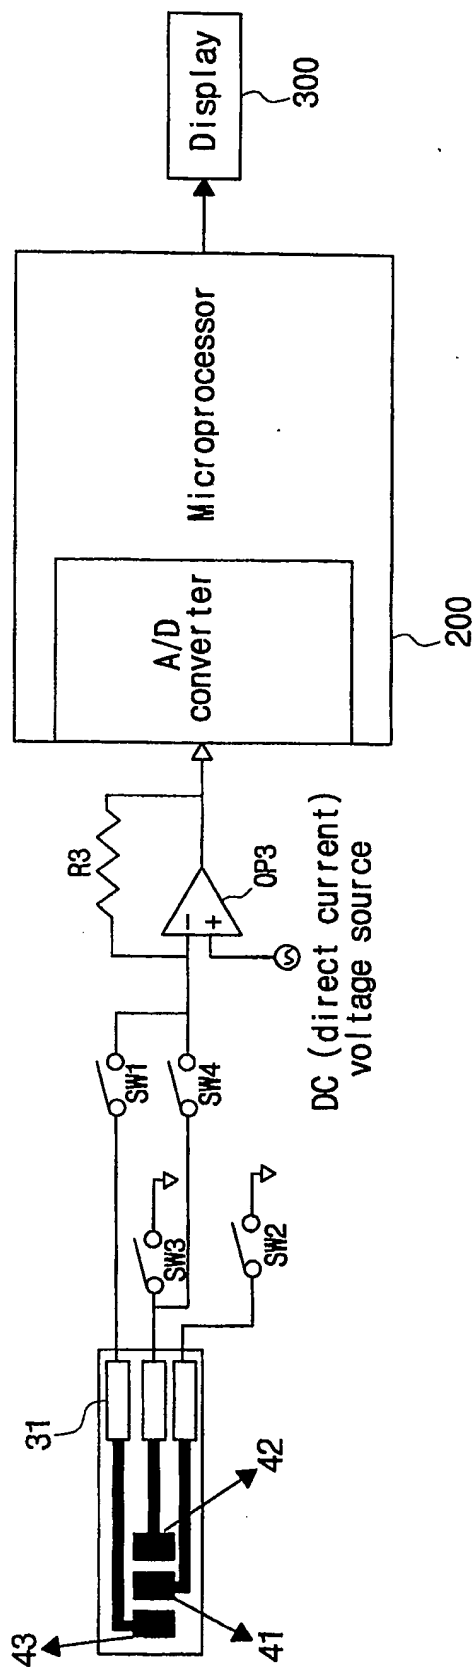 43
41
42
31
SW3
SW2
SW1
SW4
R3
−
+
OP3
DC (direct current)
voltage source
A/D
converter
Microprocessor
200
Display
300